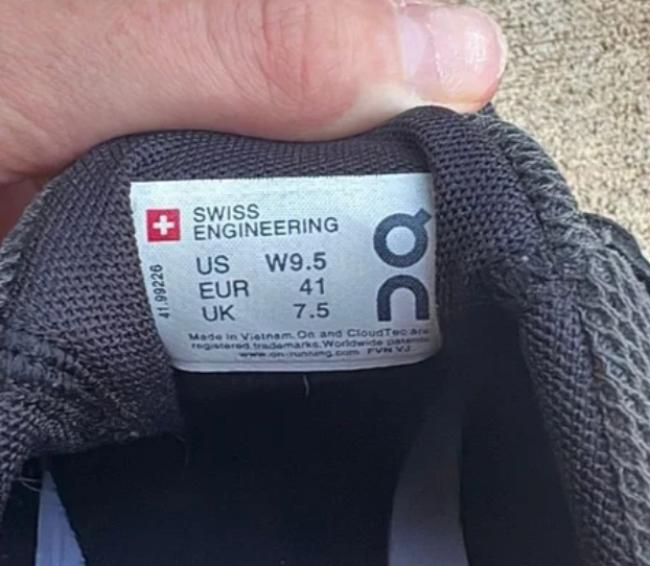 SWISS
ENGINEERING
US W9.5
EUR 41
UK 7.5
41.99226
Made in Vietnam. On and CloudTec are
registered trademarks. Worldwide patents
www.on-running.com FVN VJ
On